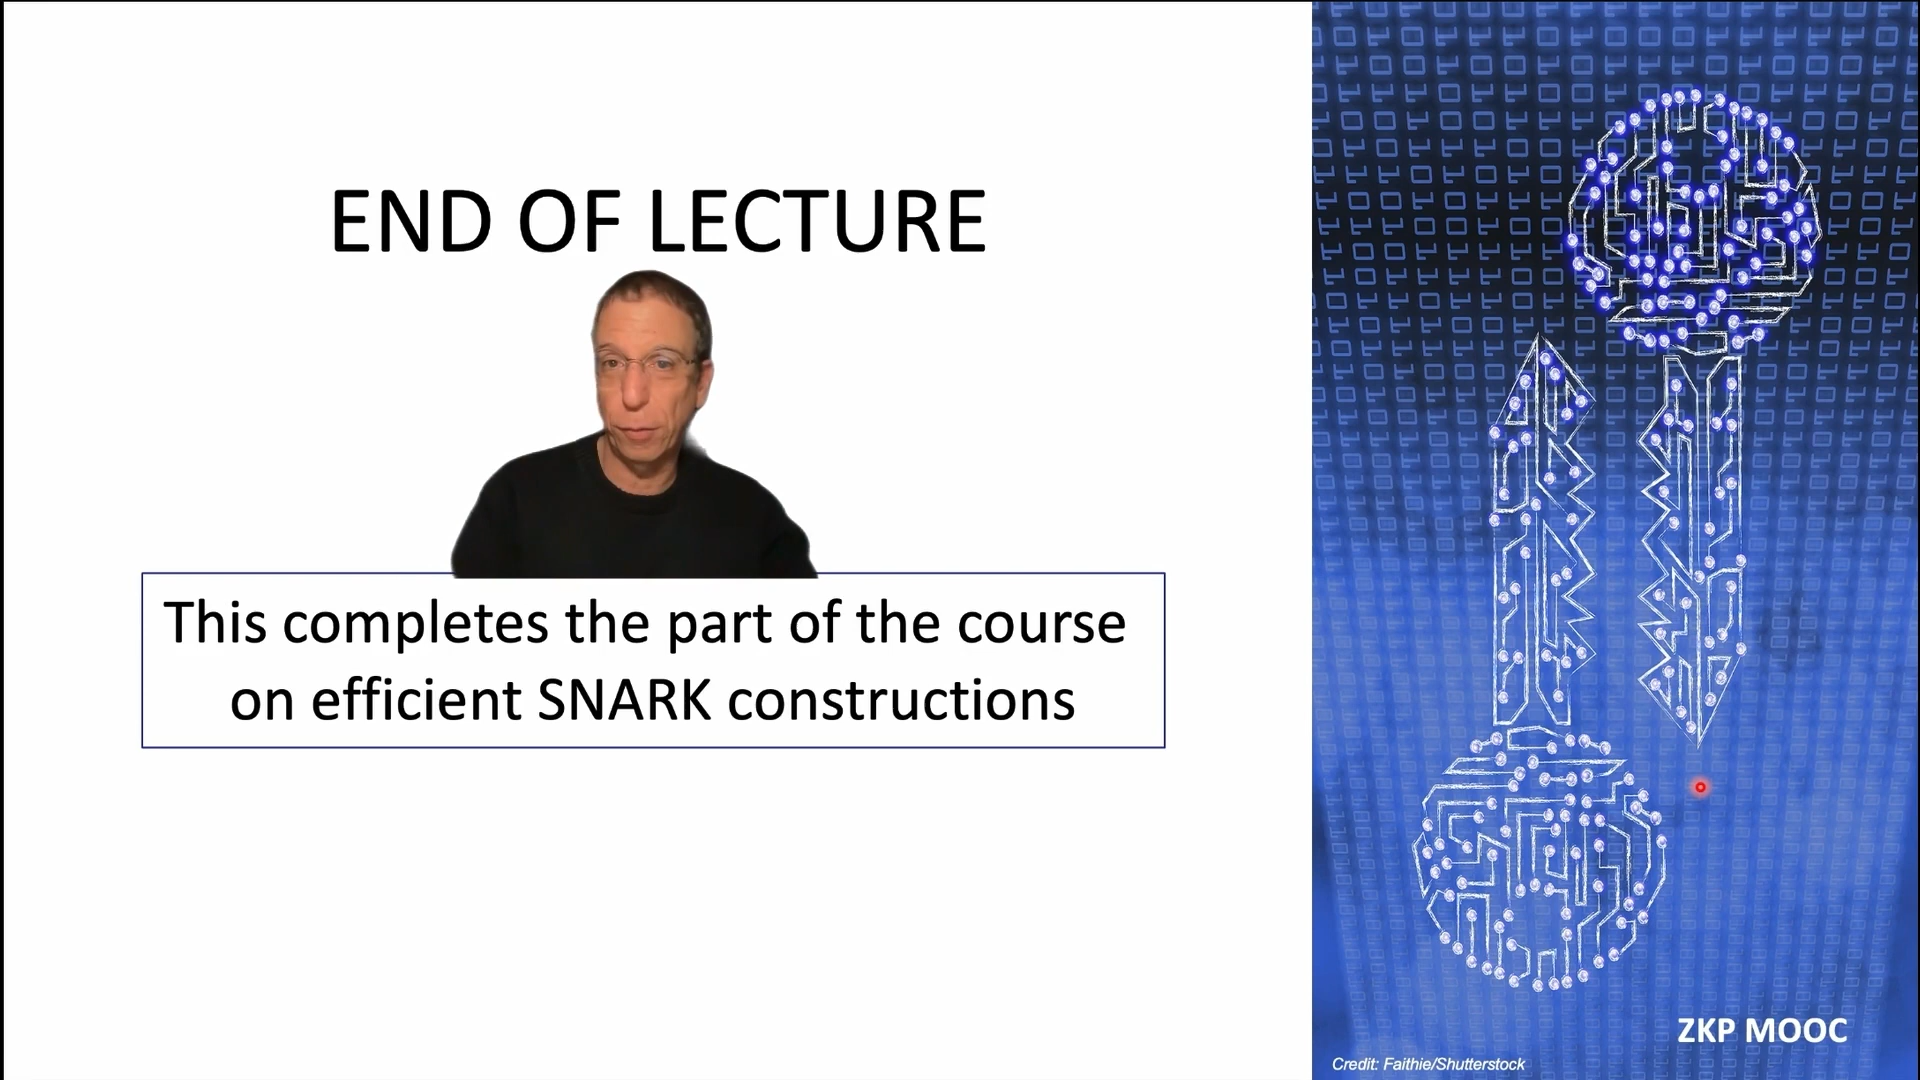 END OF LECTURE
This completes the part of the course
on efficient SNARK constructions
ZKP MOOC
Credit: Faithie/Shutterstock